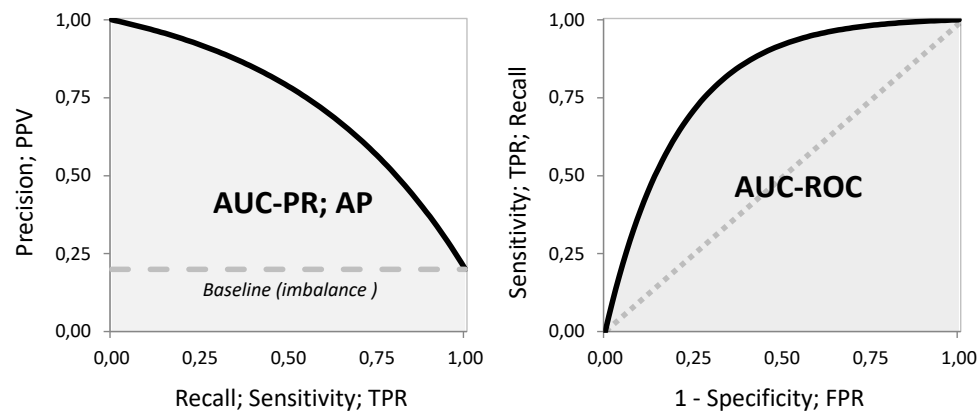 1,00
0,75
0,50
0,25
0,00
Precision; PPV
AUC-PR; AP
Baseline (imbalance )
0,00 0,25 0,50 0,75 1,00
Recall; Sensitivity; TPR
1,00
0,75
0,50
0,25
0,00
Sensitivity; TPR; Recall
AUC-ROC
0,00 0,25 0,50 0,75 1,00
1 - Specificity; FPR